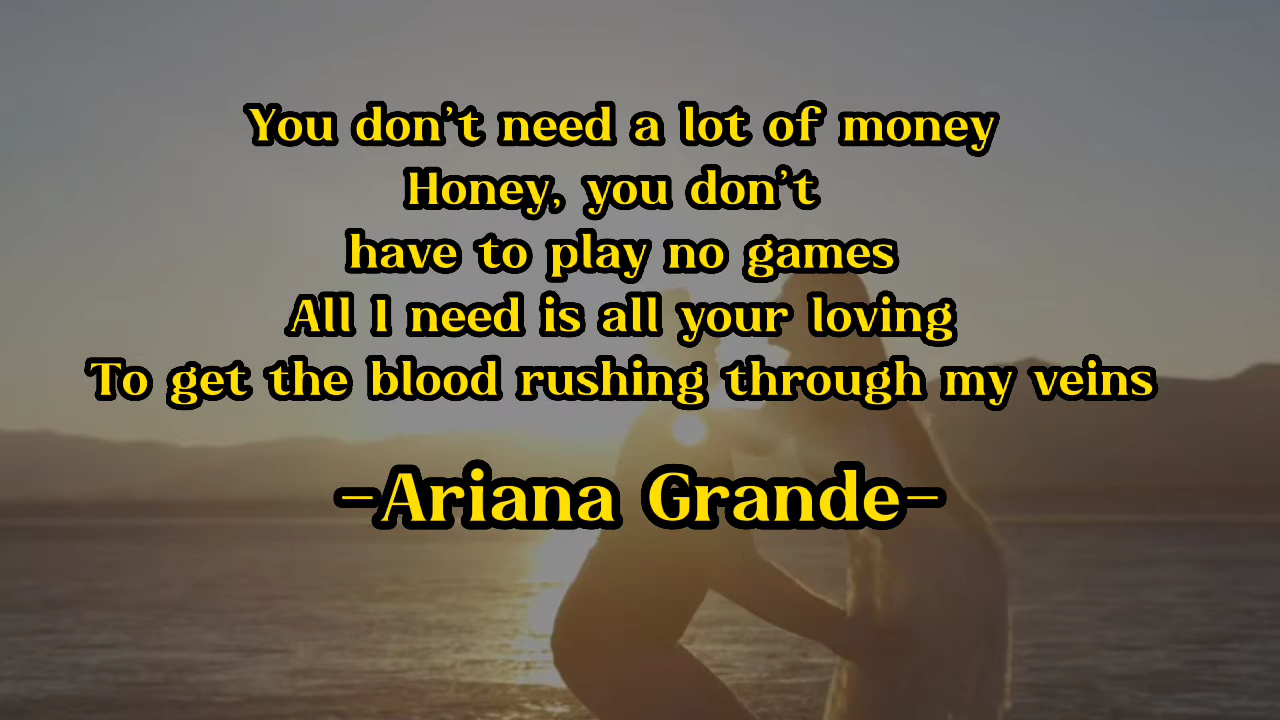 You don't need a lot of money
Honey, you don't
have to play no games
All I need is all your loving
To get the blood rushing through my veins
-Ariana Grande-